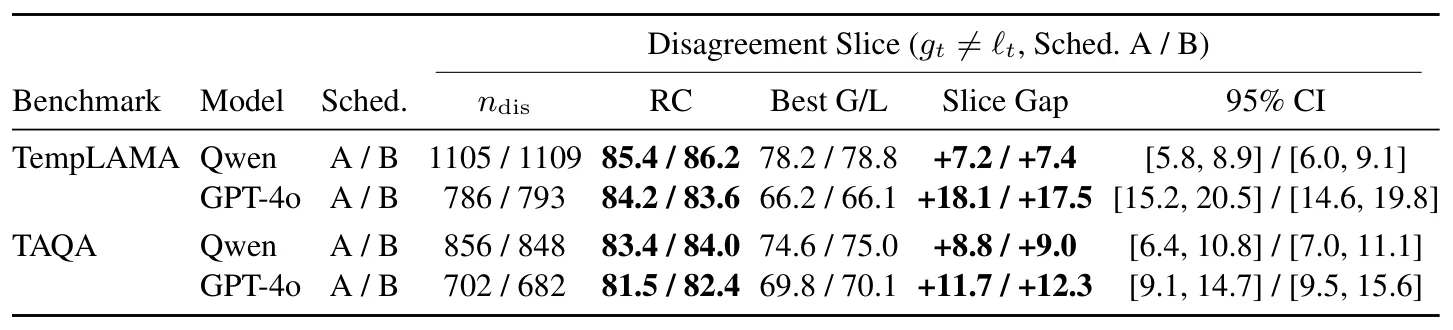 Disagreement Slice (gₜ ≠ ℓₜ, Sched. A / B)
Benchmark Model Sched. n_dis RC Best G/L Slice Gap 95% CI
TempLAMA Qwen A / B 1105 / 1109 85.4 / 86.2 78.2 / 78.8 +7.2 / +7.4 [5.8, 8.9] / [6.0, 9.1]
GPT-4o A / B 786 / 793 84.2 / 83.6 66.2 / 66.1 +18.1 / +17.5 [15.2, 20.5] / [14.6, 19.8]
TAQA Qwen A / B 856 / 848 83.4 / 84.0 74.6 / 75.0 +8.8 / +9.0 [6.4, 10.8] / [7.0, 11.1]
GPT-4o A / B 702 / 682 81.5 / 82.4 69.8 / 70.1 +11.7 / +12.3 [9.1, 14.7] / [9.5, 15.6]